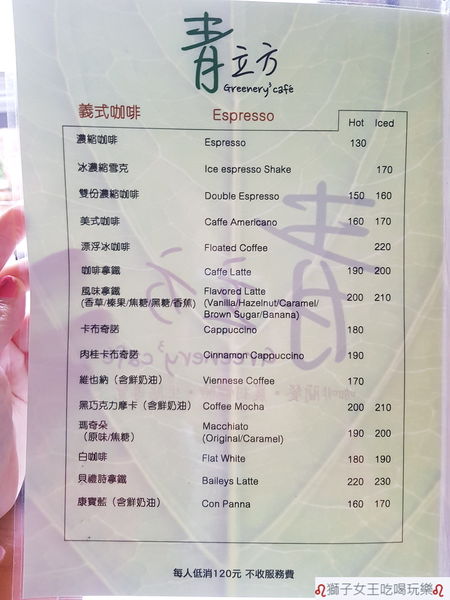 青立方
Greenery³ café
義式咖啡 Espresso Hot Iced
濃縮咖啡 Espresso 130
冰濃縮雪克 Ice espresso Shake 170
雙份濃縮咖啡 Double Espresso 150 160
美式咖啡 Caffe Americano 160 170
漂浮冰咖啡 Floated Coffee 220
咖啡拿鐵 Caffe Latte 190 200
風味拿鐵 Flavored Latte 200 210
(香草/榛果/焦糖/黑糖/香蕉) (Vanilla/Hazelnut/Caramel/
Brown Sugar/Banana)
卡布奇諾 Cappuccino 180
肉桂卡布奇諾 Cinnamon Cappuccino 190
維也納（含鮮奶油） Viennese Coffee 170
黑巧克力摩卡（含鮮奶油） Coffee Mocha 200 210
瑪奇朵 Macchiato 190 200
（原味/焦糖） (Original/Caramel)
白咖啡 Flat White 180 190
貝禮詩拿鐵 Baileys Latte 220 230
康寶藍（含鮮奶油） Con Panna 160 170
每人低消120元 不收服務費
獅子女王吃喝玩樂